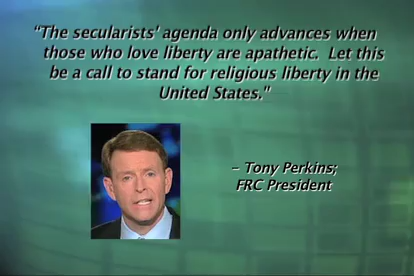 "The secularists' agenda only advances when
those who love liberty are apathetic. Let this
be a call to stand for religious liberty in the
United States."
– Tony Perkins;
FRC President